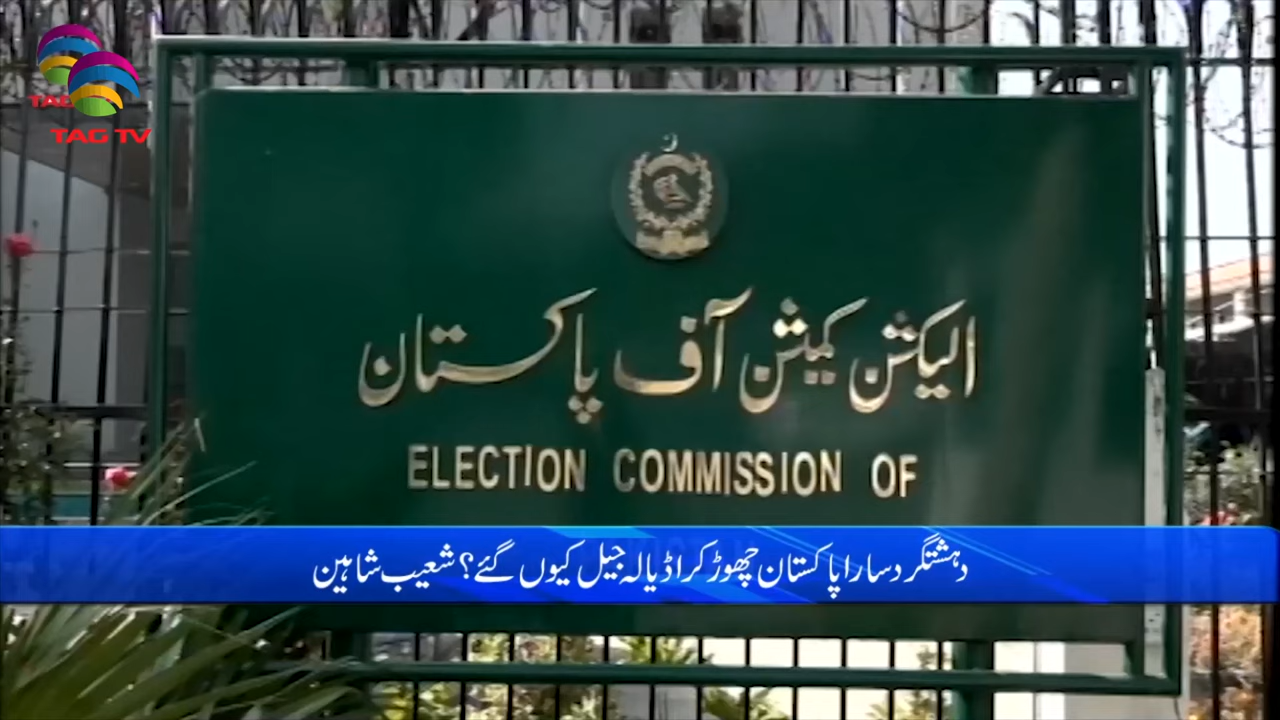 TAG TV
الیکشن کمیشن آف پاکستان
ELECTION COMMISSION OF
دہشتگرد سارا پاکستان چھوڑ کر اڈیالہ جیل کیوں گئے؟ شعیب شاہین